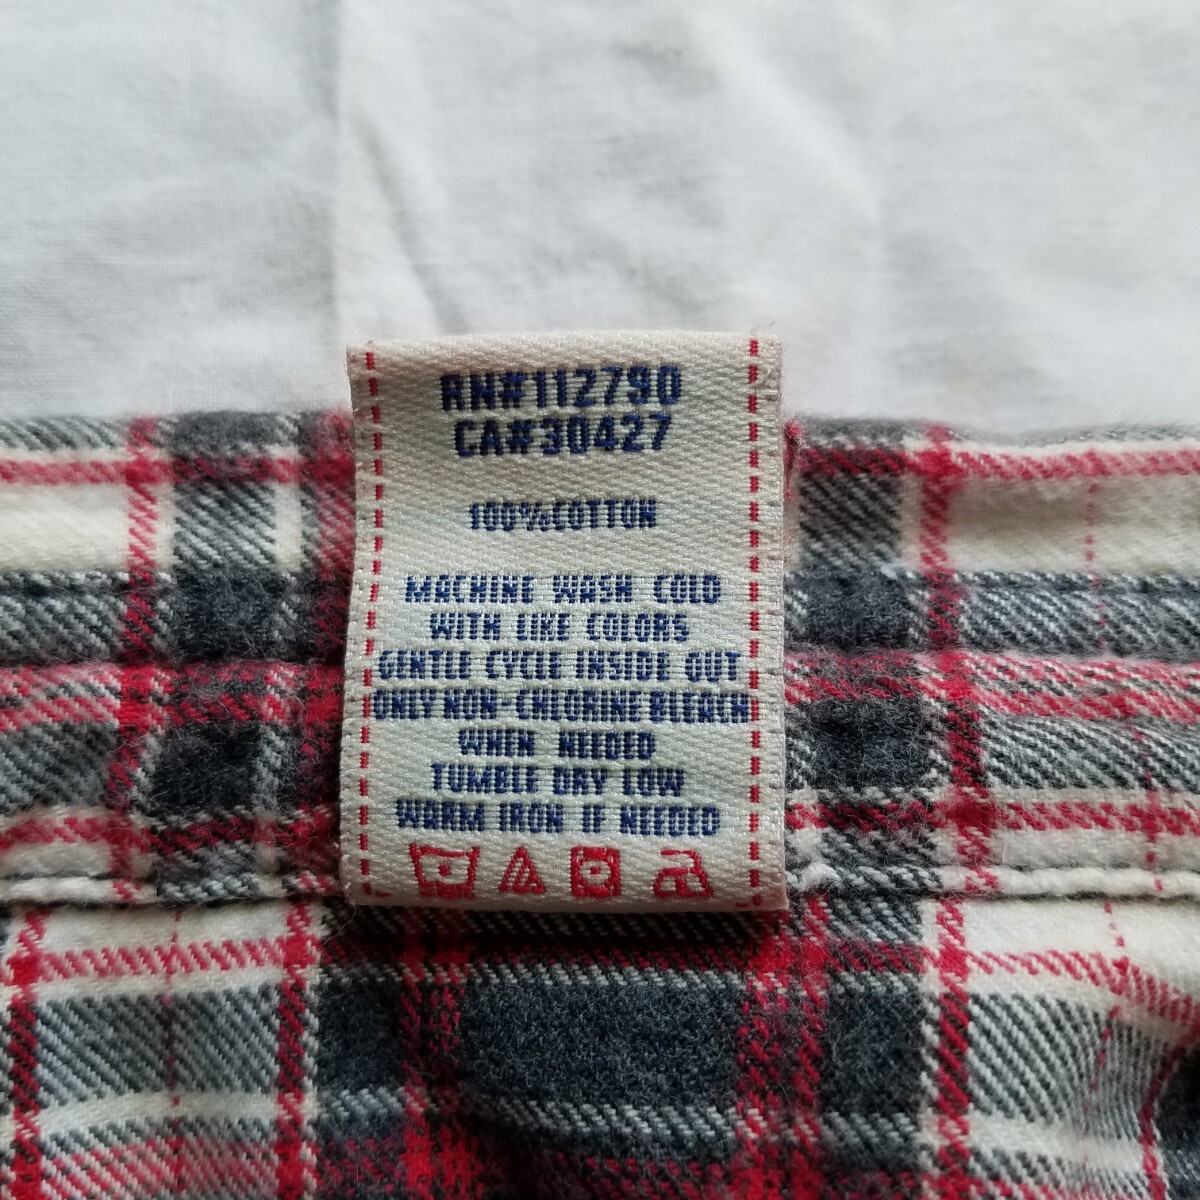 RN#112790
CA#30427
100%COTTON
MACHINE WASH COLD
WITH LIKE COLORS
GENTLE CYCLE INSIDE OUT
ONLY NON-CHLORINE BLEACH
WHEN NEEDED
TUMBLE DRY LOW
WARM IRON IF NEEDED